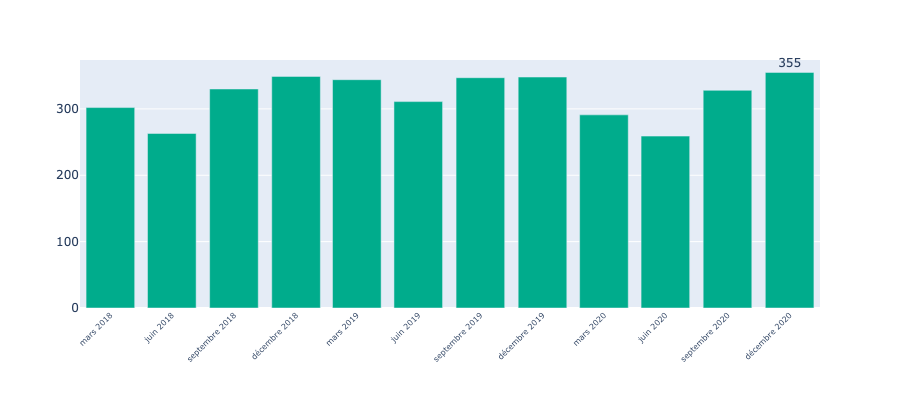 355
300
200
100
0
mars 2018
juin 2018
septembre 2018
décembre 2018
mars 2019
juin 2019
septembre 2019
décembre 2019
mars 2020
juin 2020
septembre 2020
décembre 2020